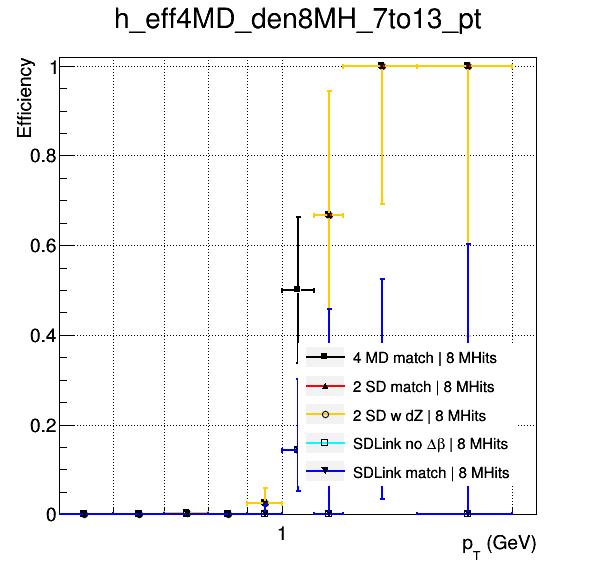 h_eff4MD_den8MH_7to13_pt
Efficiency
1
0.8
0.6
0.4
0.2
0
4 MD match | 8 MHits
2 SD match | 8 MHits
2 SD w dZ | 8 MHits
SDLink no Δβ | 8 MHits
SDLink match | 8 MHits
1
p_T (GeV)